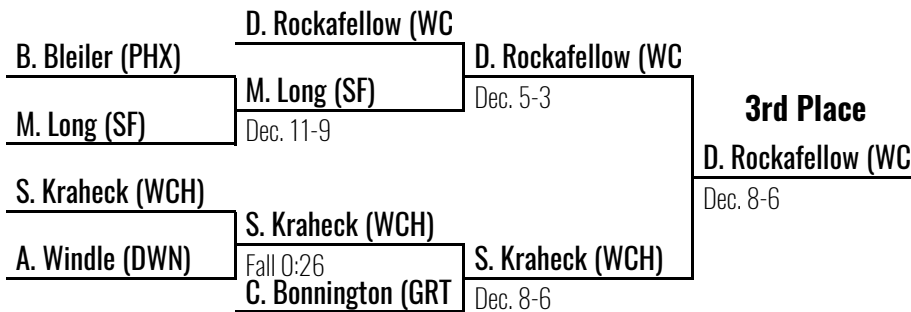 D. Rockafellow (WC
B. Bleiler (PHX)
D. Rockafellow (WC
M. Long (SF)
Dec. 5-3
3rd Place
M. Long (SF)
Dec. 11-9
D. Rockafellow (WC
S. Kraheck (WCH)
Dec. 8-6
S. Kraheck (WCH)
A. Windle (DWN)
Fall 0:26
S. Kraheck (WCH)
C. Bonnington (GRT
Dec. 8-6